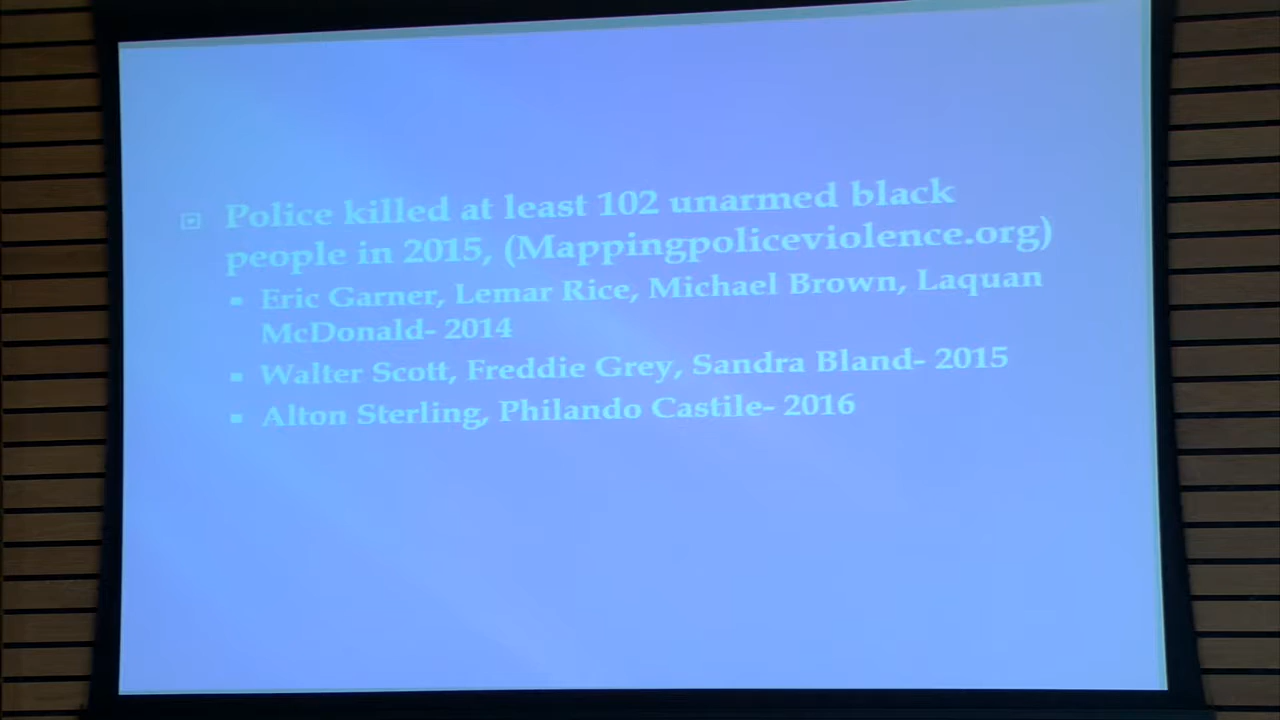 Police killed at least 102 unarmed black
people in 2015, (Mappingpoliceviolence.org)
Eric Garner, Lemar Rice, Michael Brown, Laquan
McDonald- 2014
Walter Scott, Freddie Grey, Sandra Bland- 2015
Alton Sterling, Philando Castile- 2016